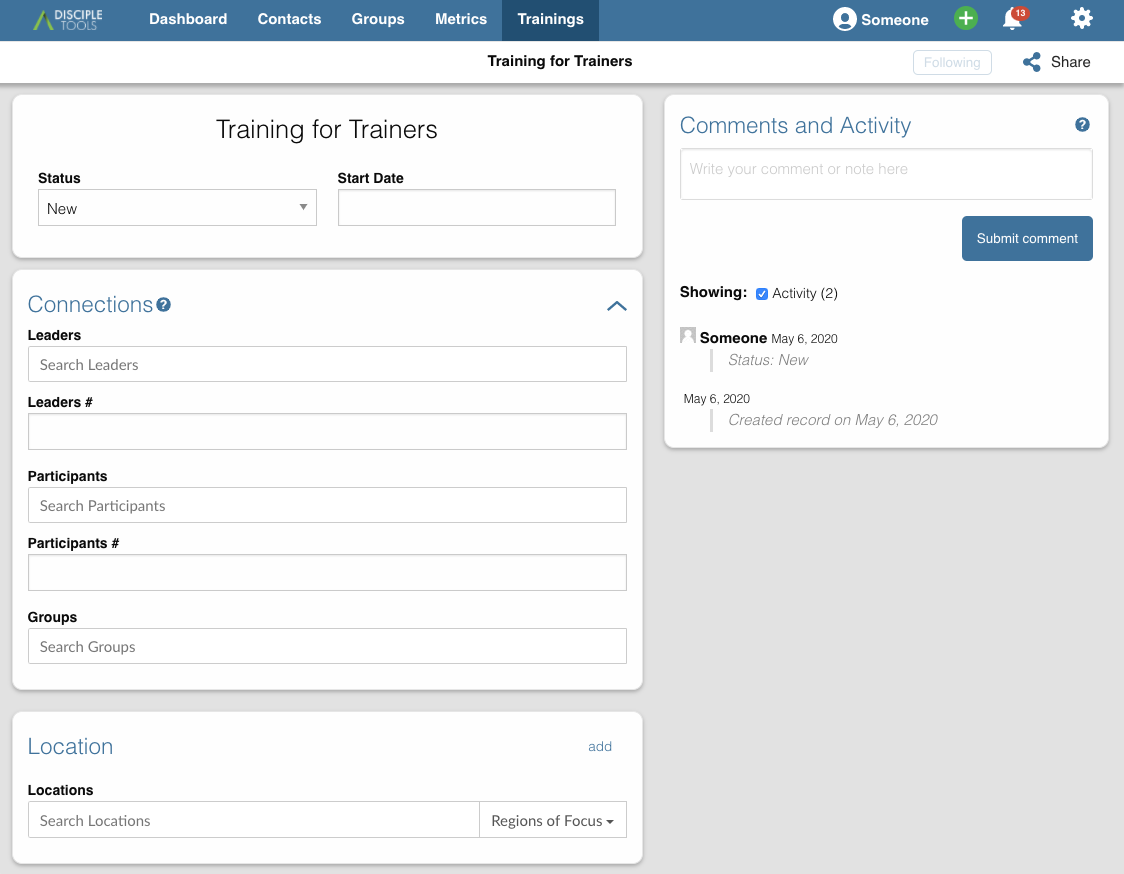 DISCIPLE
TOOLS
Dashboard
Contacts
Groups
Metrics
Trainings
Someone
13
Training for Trainers
Following
Share
Training for Trainers
Status
Start Date
New
Connections ?
Leaders
Search Leaders
Leaders #
Participants
Search Participants
Participants #
Groups
Search Groups
Location
add
Locations
Search Locations
Regions of Focus
Comments and Activity
?
Write your comment or note here
Submit comment
Showing: Activity (2)
Someone May 6, 2020
Status: New
May 6, 2020
Created record on May 6, 2020